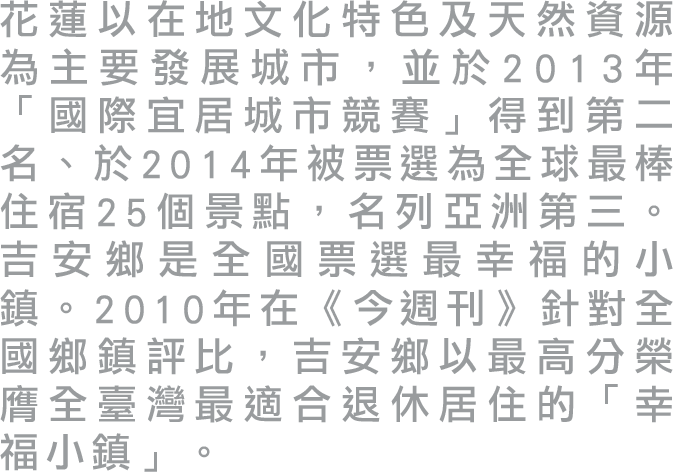 花蓮以在地文化特色及天然資源
為主要發展城市，並於2013年
「國際宜居城市競賽」得到第二
名、於2014年被票選為全球最棒
住宿25個景點，名列亞洲第三。
吉安鄉是全國票選最幸福的小
鎮。2010年在《今週刊》針對全
國鄉鎮評比，吉安鄉以最高分榮
膺全臺灣最適合退休居住的「幸
福小鎮」。